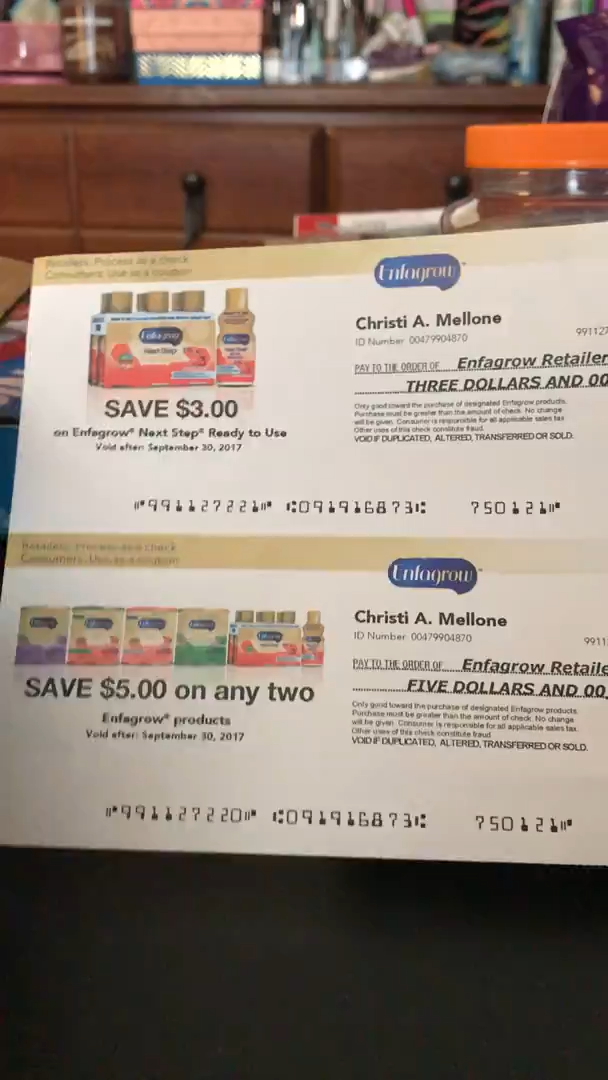 Retailers: Process as a check
Consumers: Use as a coupon
Enfagrow
Christi A. Mellone
ID Number 00479904870
PAY TO THE ORDER OF Enfagrow Retailer
THREE DOLLARS AND 00
Only good toward the purchase of designated Enfagrow products.
Purchase must be greater than the amount of check. No change
will be given. Consumer is responsible for all applicable sales tax.
Other uses of this check constitute fraud.
VOID IF DUPLICATED, ALTERED, TRANSFERRED OR SOLD.
SAVE $3.00
on Enfagrow® Next Step® Ready to Use
Void after: September 30, 2017
⑈991127221⑈ ⑆091916873⑆ 750121⑈
Retailers: Process as a check
Consumers: Use as a coupon
Enfagrow
Christi A. Mellone
ID Number 00479904870
9911
PAY TO THE ORDER OF Enfagrow Retaile
FIVE DOLLARS AND 00
Only good toward the purchase of designated Enfagrow products.
Purchase must be greater than the amount of check. No change
will be given. Consumer is responsible for all applicable sales tax.
Other uses of this check constitute fraud.
VOID IF DUPLICATED, ALTERED, TRANSFERRED OR SOLD.
SAVE $5.00 on any two
Enfagrow® products
Void after: September 30, 2017
⑈991127220⑈ ⑆091916873⑆ 750121⑈